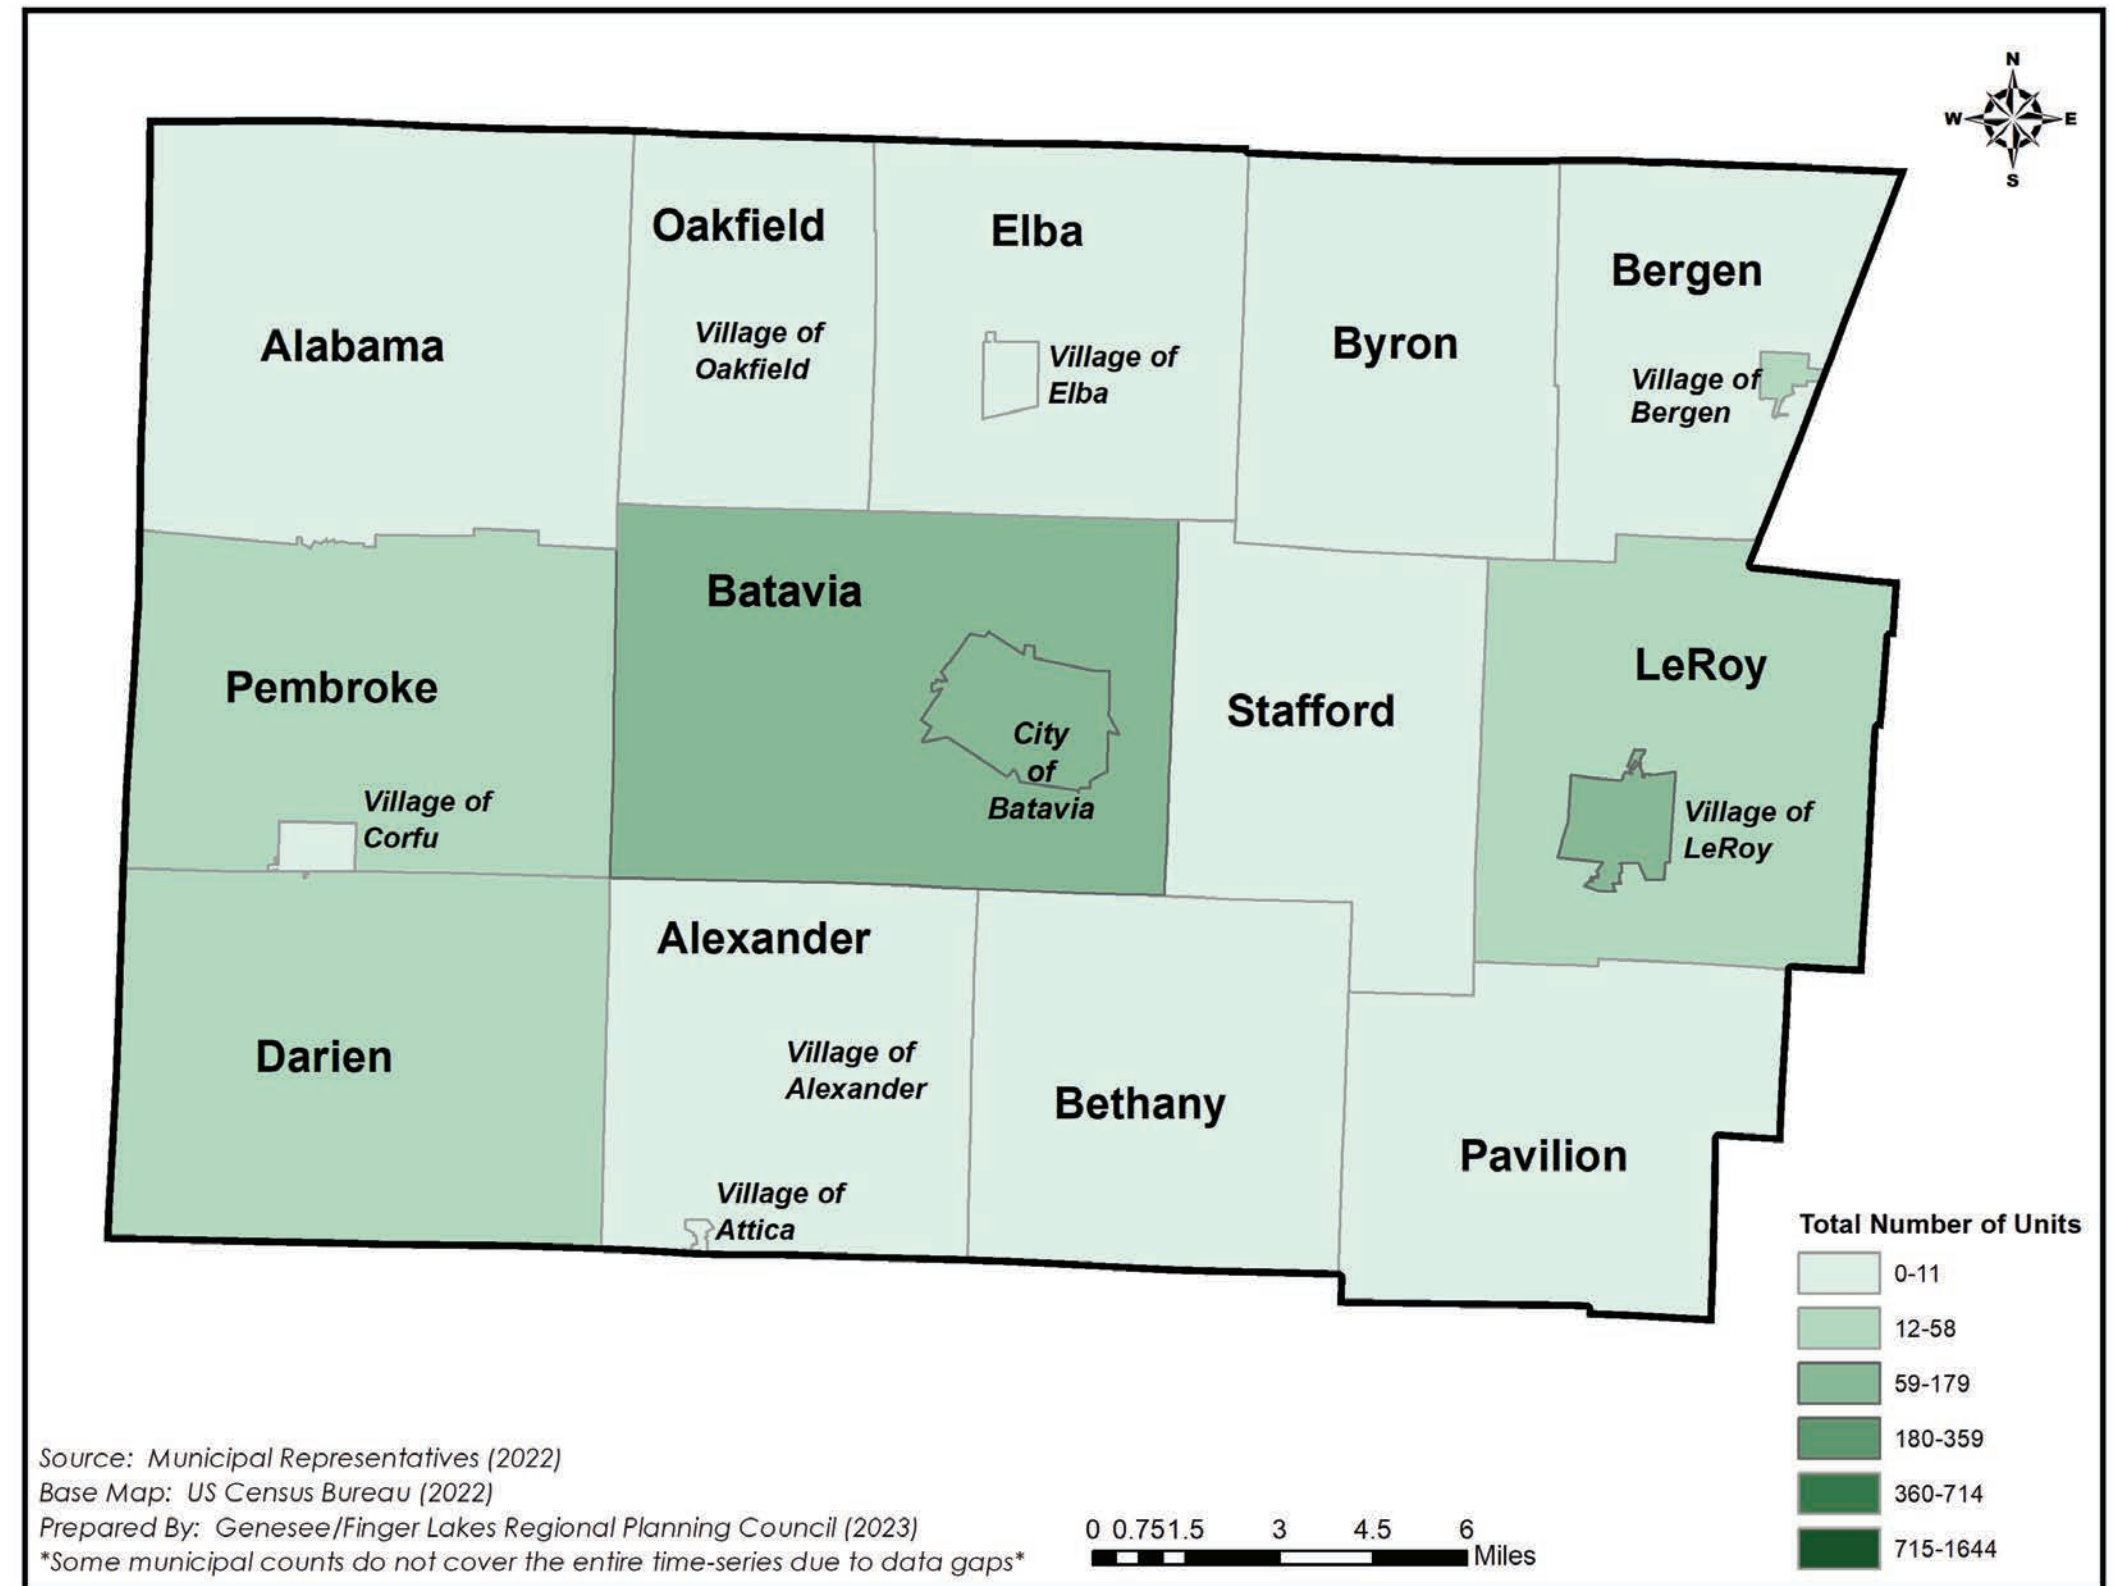 N
W E
S
Oakfield
Elba
Bergen
Alabama
Village of
Oakfield
Village of
Elba
Byron
Village of
Bergen
Batavia
Pembroke
LeRoy
Stafford
City
of
Batavia
Village of
Corfu
Village of
LeRoy
Alexander
Darien
Village of
Alexander
Bethany
Pavilion
Village of
Attica
Total Number of Units
0-11
12-58
59-179
180-359
360-714
715-1644
Source: Municipal Representatives (2022)
Base Map: US Census Bureau (2022)
Prepared By: Genesee/Finger Lakes Regional Planning Council (2023)
*Some municipal counts do not cover the entire time-series due to data gaps*
0 0.75 1.5 3 4.5 6
Miles